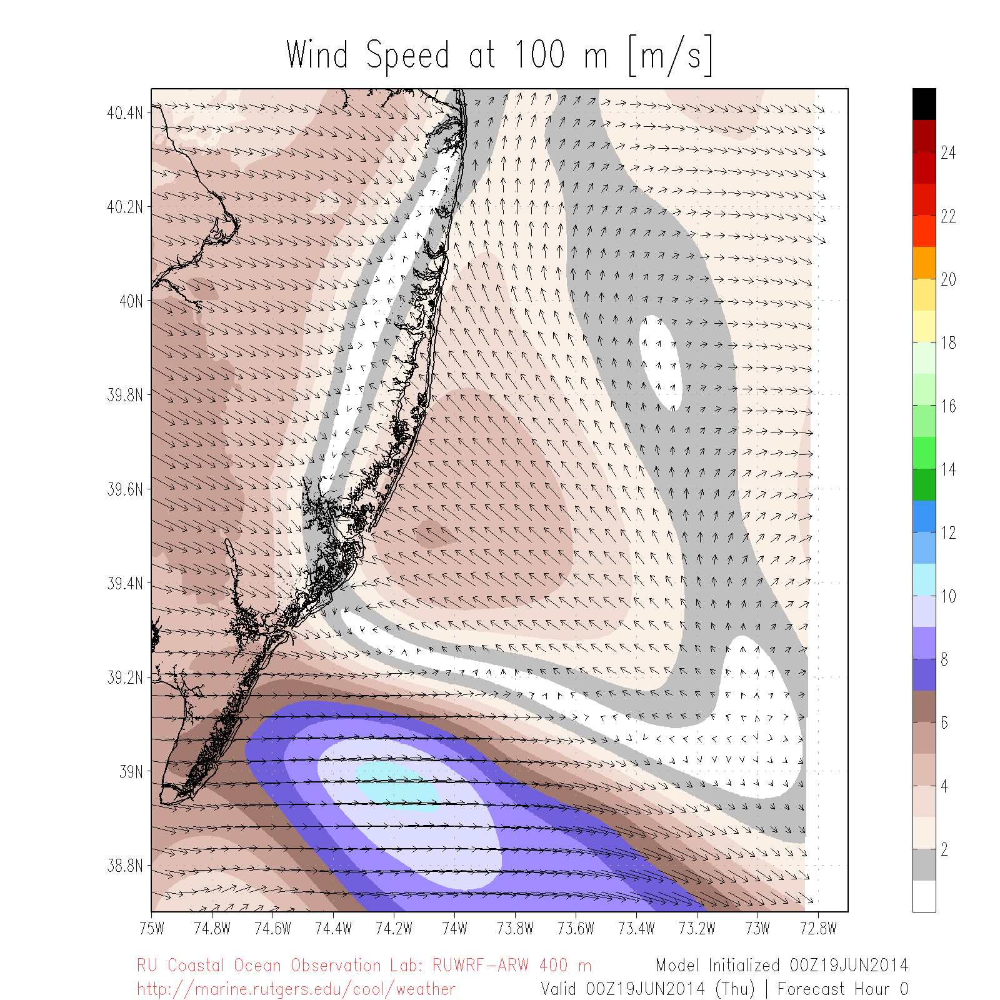 Wind Speed at 100 m [m/s]
40.4N
40.2N
40N
39.8N
39.6N
39.4N
39.2N
39N
38.8N
75W 74.8W 74.6W 74.4W 74.2W 74W 73.8W 73.6W 73.4W 73.2W 73W 72.8W
24
22
20
18
16
14
12
10
8
6
4
2
RU Coastal Ocean Observation Lab: RUWRF-ARW 400 m
Model Initialized 00Z19JUN2014
http://marine.rutgers.edu/cool/weather
Valid 00Z19JUN2014 (Thu) | Forecast Hour 0